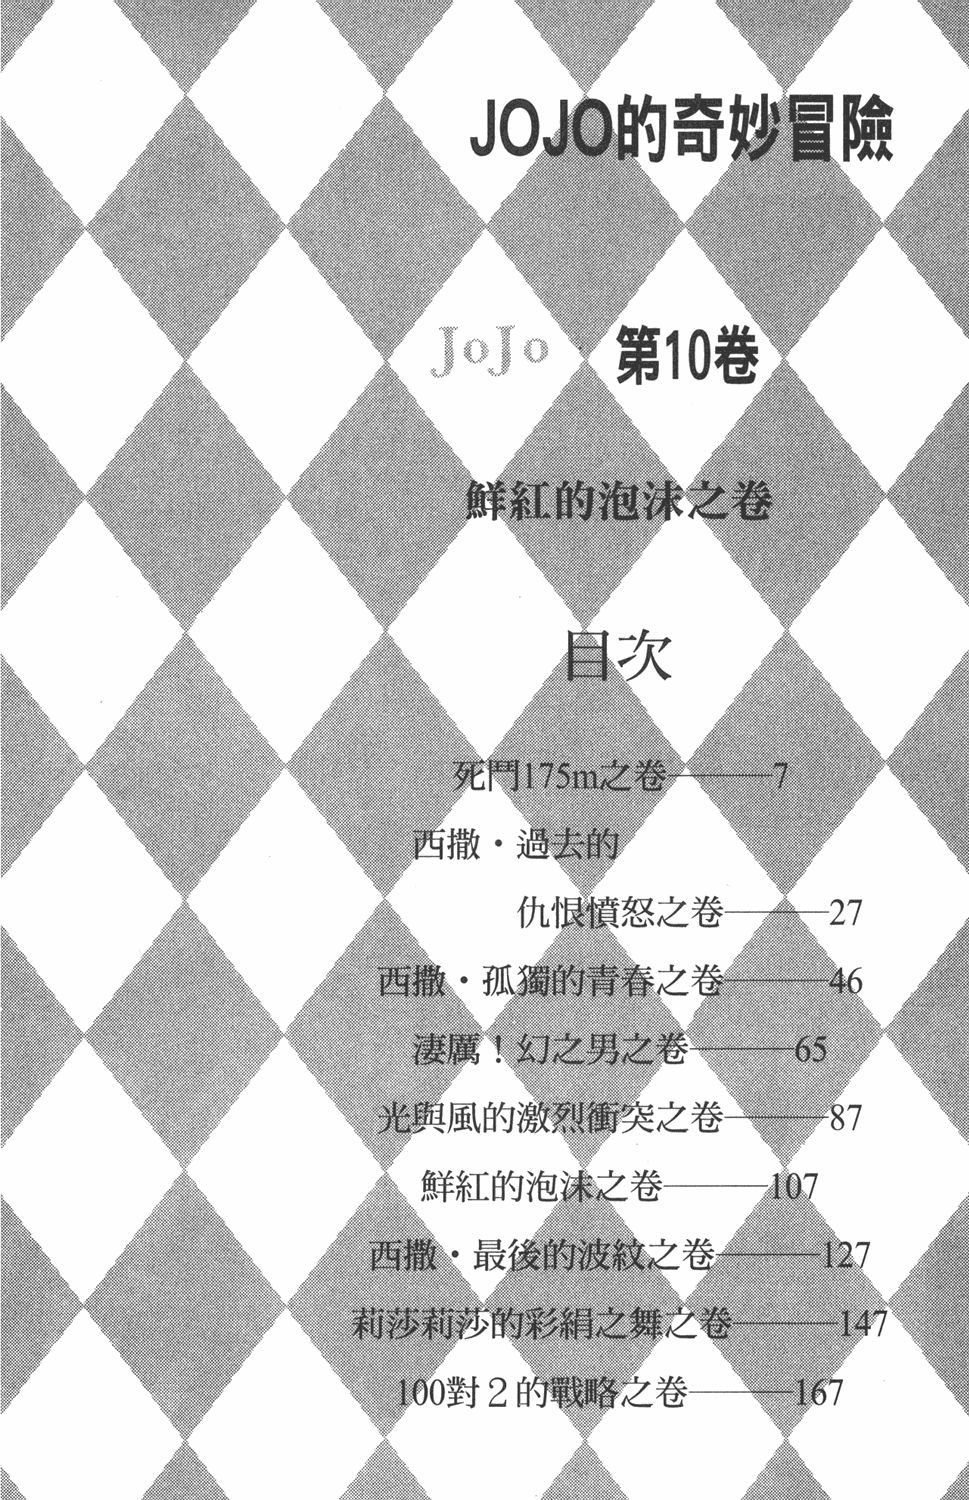 JOJO的奇妙冒險
JoJo 第10卷
鮮紅的泡沫之卷
目次
死鬥175m之卷———7
西撒・過去的
仇恨憤怒之卷———27
西撒・孤獨的青春之卷———46
淒厲！幻之男之卷———65
光與風的激烈衝突之卷———87
鮮紅的泡沫之卷———107
西撒・最後的波紋之卷———127
莉莎莉莎的彩絹之舞之卷———147
100對２的戰略之卷———167